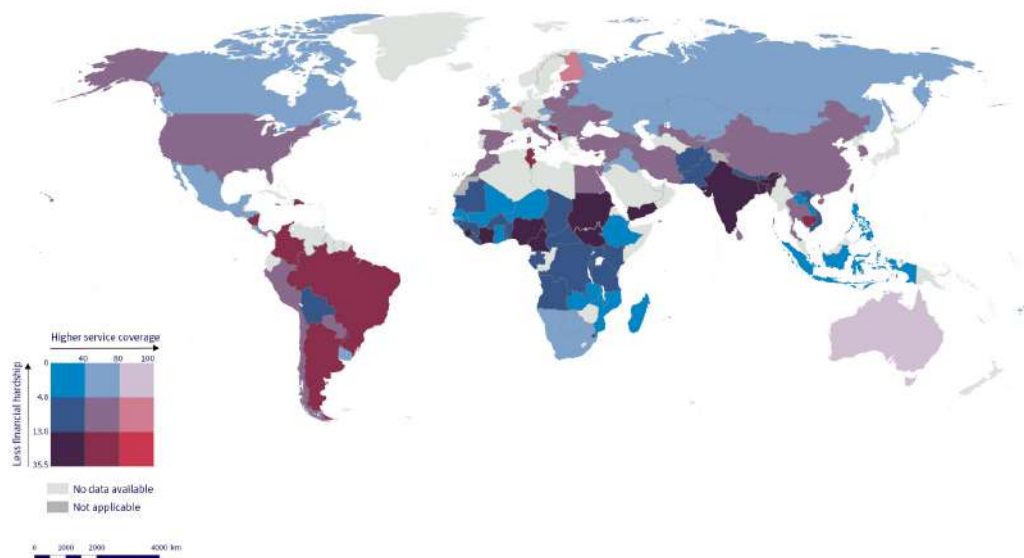 Higher service coverage
40 80 100
Less financial hardship
0
4.8
13.0
35.5
No data available
Not applicable
0 1000 2000 4000 km